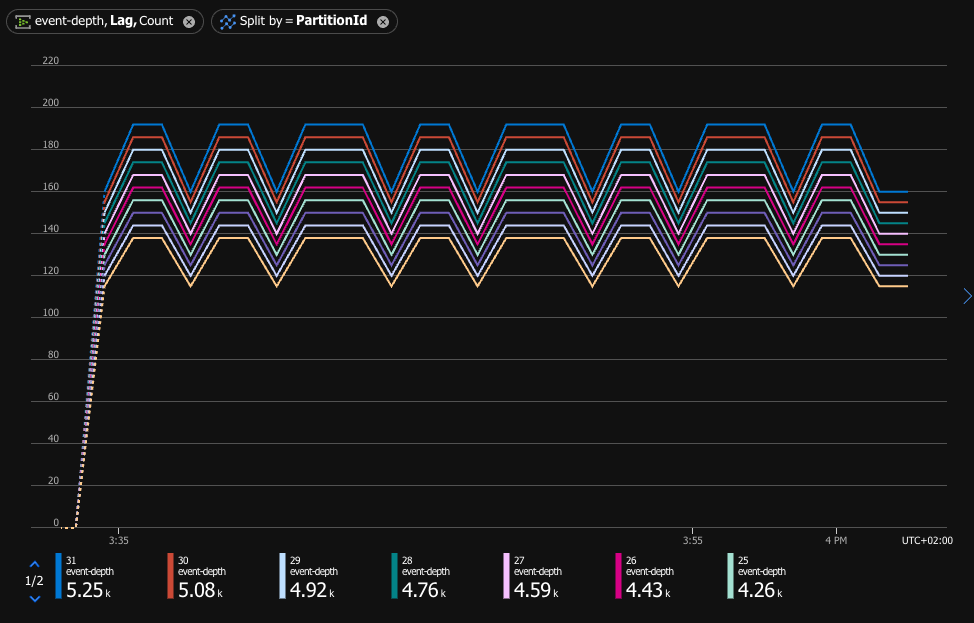 event-depth, Lag, Count
Split by = PartitionId
220
200
180
160
140
120
100
80
60
40
20
0
3:35
3:55
4 PM
UTC+02:00
1/2
31
event-depth
5.25 k
30
event-depth
5.08 k
29
event-depth
4.92 k
28
event-depth
4.76 k
27
event-depth
4.59 k
26
event-depth
4.43 k
25
event-depth
4.26 k